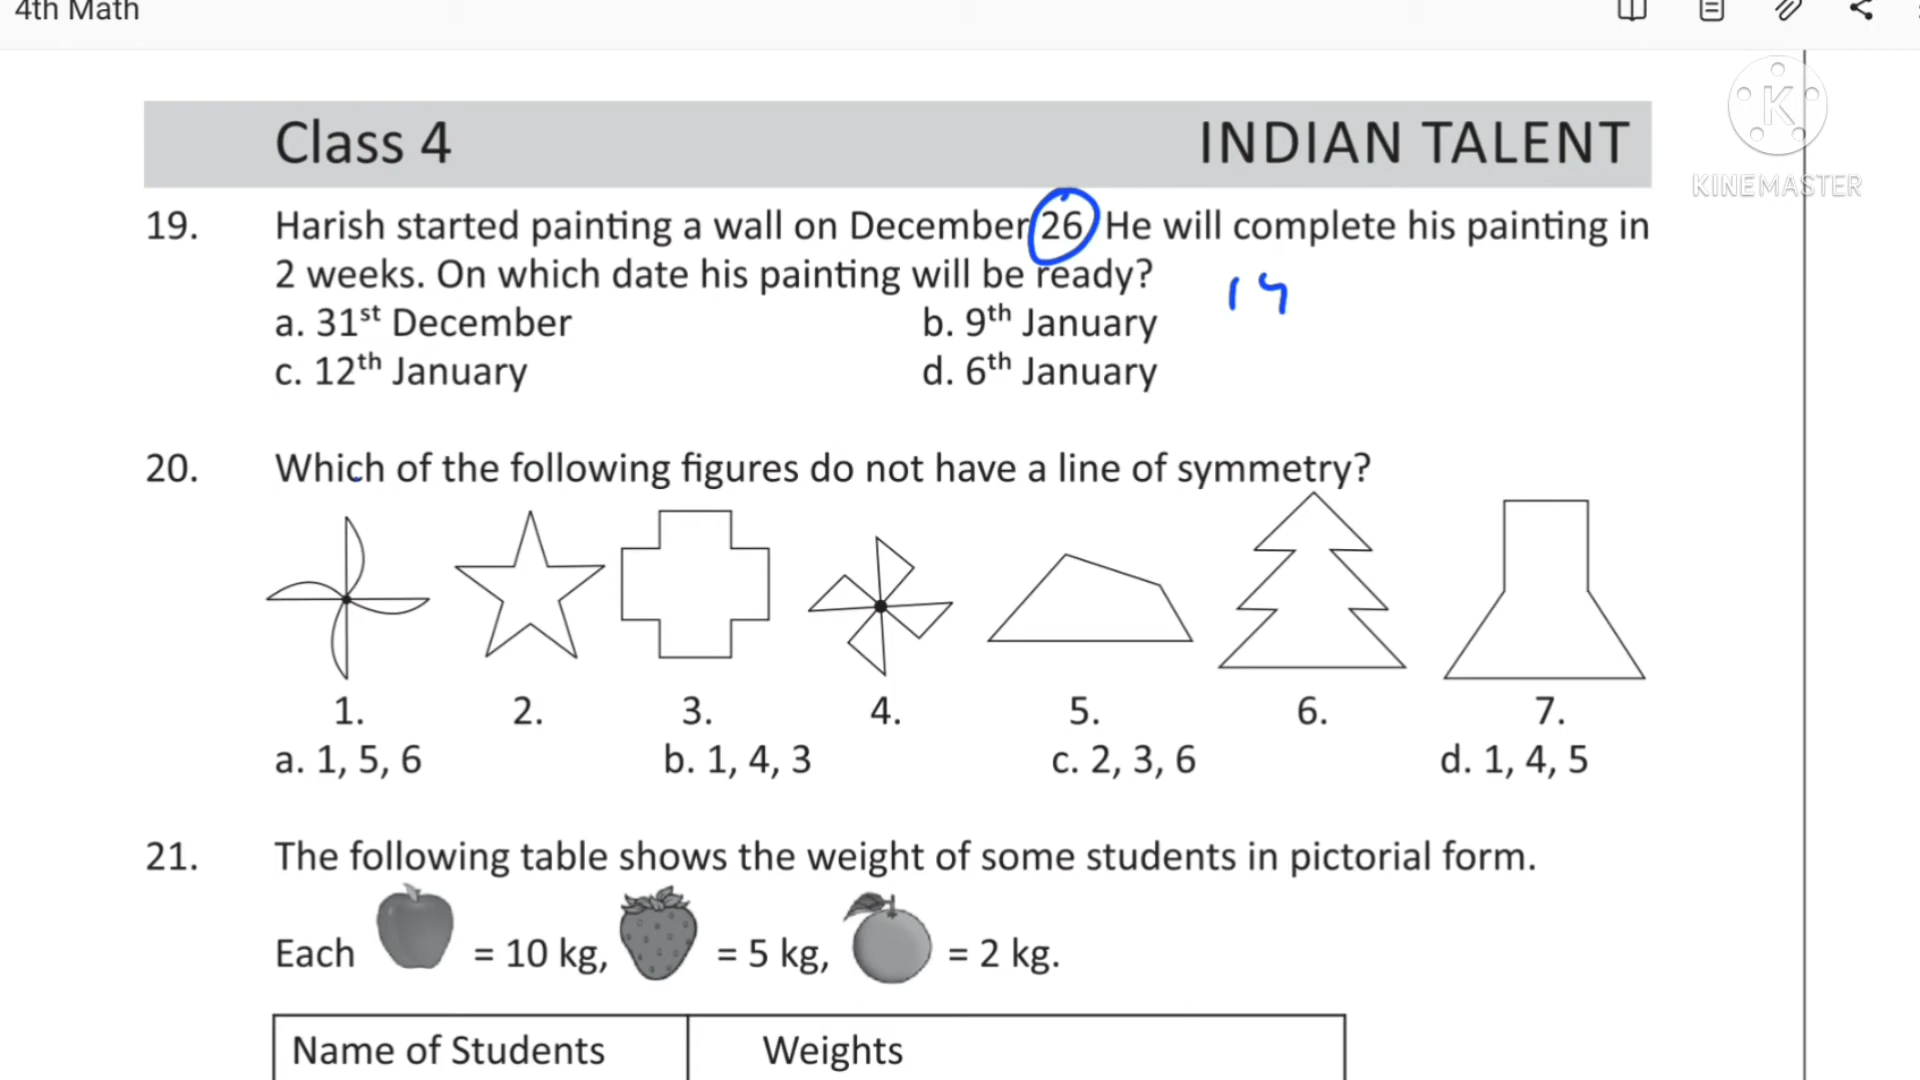 4th Math
Class 4 INDIAN TALENT
KINEMASTER
19. Harish started painting a wall on December 26 He will complete his painting in
2 weeks. On which date his painting will be ready?
14
a. 31st December b. 9th January
c. 12th January d. 6th January
20. Which of the following figures do not have a line of symmetry?
1. 2. 3. 4. 5. 6. 7.
a. 1, 5, 6 b. 1, 4, 3 c. 2, 3, 6 d. 1, 4, 5
21. The following table shows the weight of some students in pictorial form.
Each = 10 kg, = 5 kg, = 2 kg.
Name of Students Weights